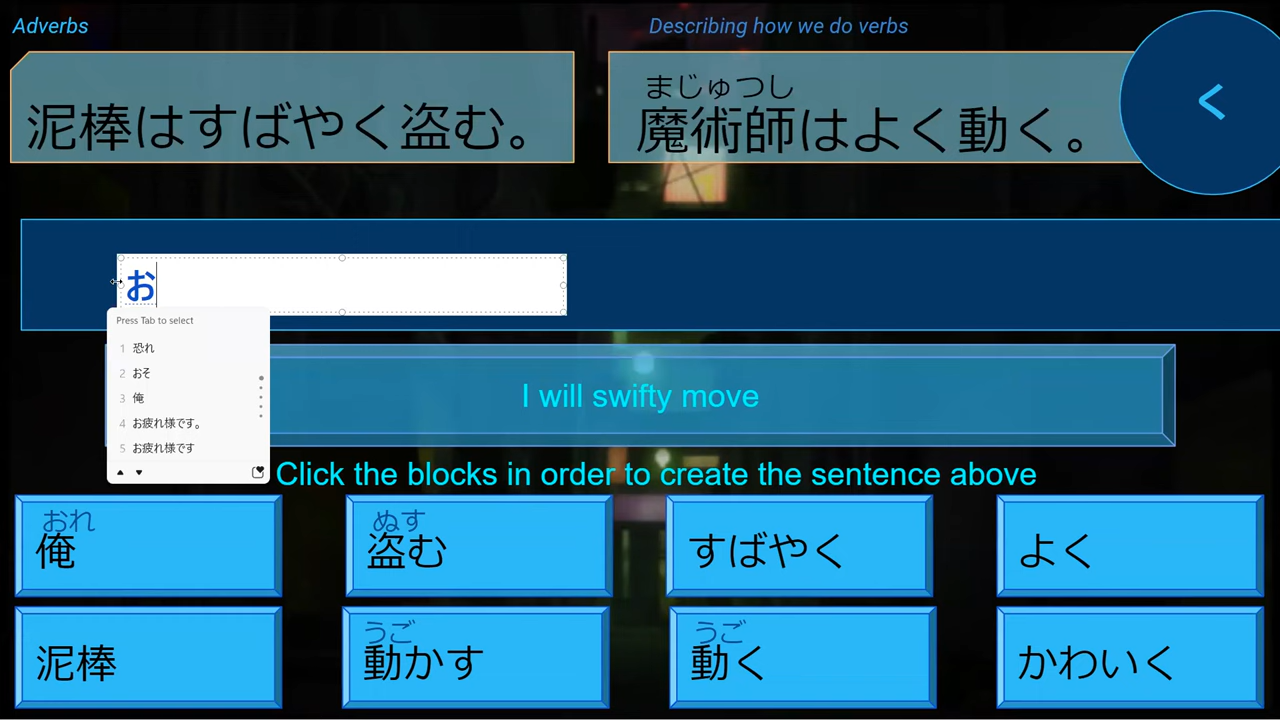 Adverbs
Describing how we do verbs
泥棒はすばやく盗む。
まじゅつし
魔術師はよく動く。
<
お
Press Tab to select
1 恐れ
2 おそ
3 俺
4 お疲れ様です。
5 お疲れ様です
I will swifty move
Click the blocks in order to create the sentence above
おれ
俺
ぬす
盗む
すばやく
よく
泥棒
うご
動かす
うご
動く
かわいく